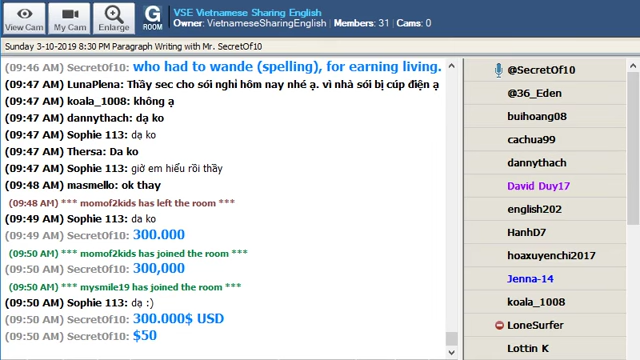 View Cam
My Cam
Enlarge
G
ROOM
VSE Vietnamese Sharing English
Owner: VietnameseSharingEnglish | Members: 31 | Cams: 0
Sunday 3-10-2019 8:30 PM Paragraph Writing with Mr. SecretOf10
(09:46 AM) SecretOf10: who had to wande (spelling), for earning living.
(09:47 AM) LunaPlena: Thầy sec cho sói nghỉ hôm nay nhé ạ. vì nhà sói bị cúp điện ạ
(09:47 AM) koala_1008: không ạ
(09:47 AM) dannythach: dạ ko
(09:47 AM) Sophie 113: dạ ko
(09:47 AM) Thersa: Da ko
(09:47 AM) Sophie 113: giờ em hiểu rồi thầy
(09:48 AM) masmello: ok thay
(09:48 AM) *** momof2kids has left the room ***
(09:49 AM) Sophie 113: da ko
(09:49 AM) SecretOf10: 300.000
(09:50 AM) *** momof2kids has joined the room ***
(09:50 AM) SecretOf10: 300,000
(09:50 AM) *** mysmile19 has joined the room ***
(09:50 AM) Sophie 113: dạ :)
(09:50 AM) SecretOf10: 300.000$ USD
(09:50 AM) SecretOf10: $50
@SecretOf10
@36_Eden
buihoang08
cachua99
dannythach
David Duy17
english202
HanhD7
hoaxuyenchi2017
Jenna-14
koala_1008
LoneSurfer
Lottin K